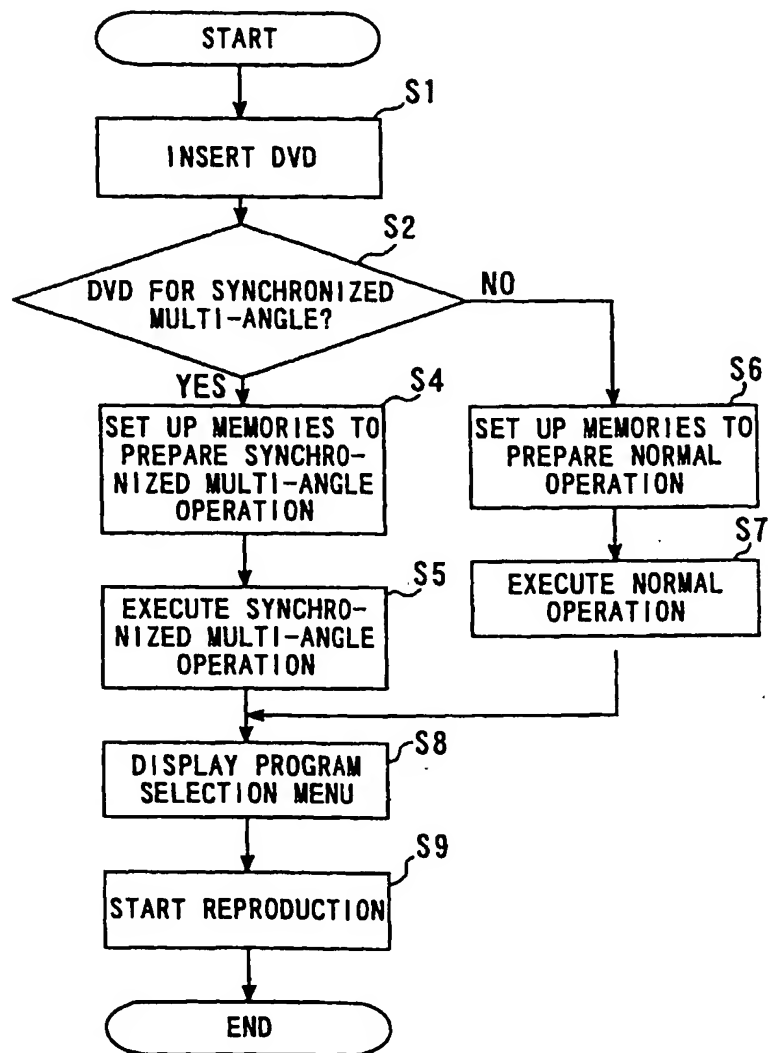 START
S1
INSERT DVD
S2
DVD FOR SYNCHRONIZED
MULTI-ANGLE?
NO
YES
S4
SET UP MEMORIES TO
PREPARE SYNCHRO-
NIZED MULTI-ANGLE
OPERATION
S6
SET UP MEMORIES TO
PREPARE NORMAL
OPERATION
S5
EXECUTE SYNCHRO-
NIZED MULTI-ANGLE
OPERATION
S7
EXECUTE NORMAL
OPERATION
S8
DISPLAY PROGRAM
SELECTION MENU
S9
START REPRODUCTION
END